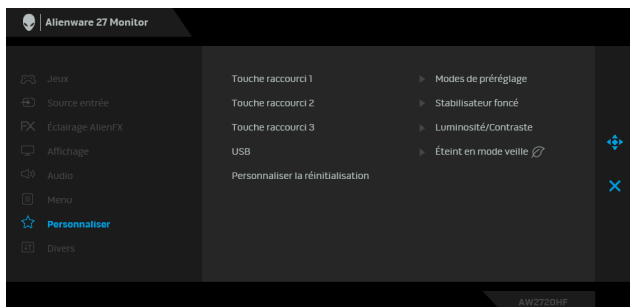 Alienware 27 Monitor
Jeux
Source entrée
FX Éclairage AlienFX
Affichage
Audio
Menu
Personnaliser
Divers
Touche raccourci 1 Modes de préréglage
Touche raccourci 2 Stabilisateur foncé
Touche raccourci 3 Luminosité/Contraste
USB Éteint en mode veille
Personnaliser la réinitialisation
AW2720HF